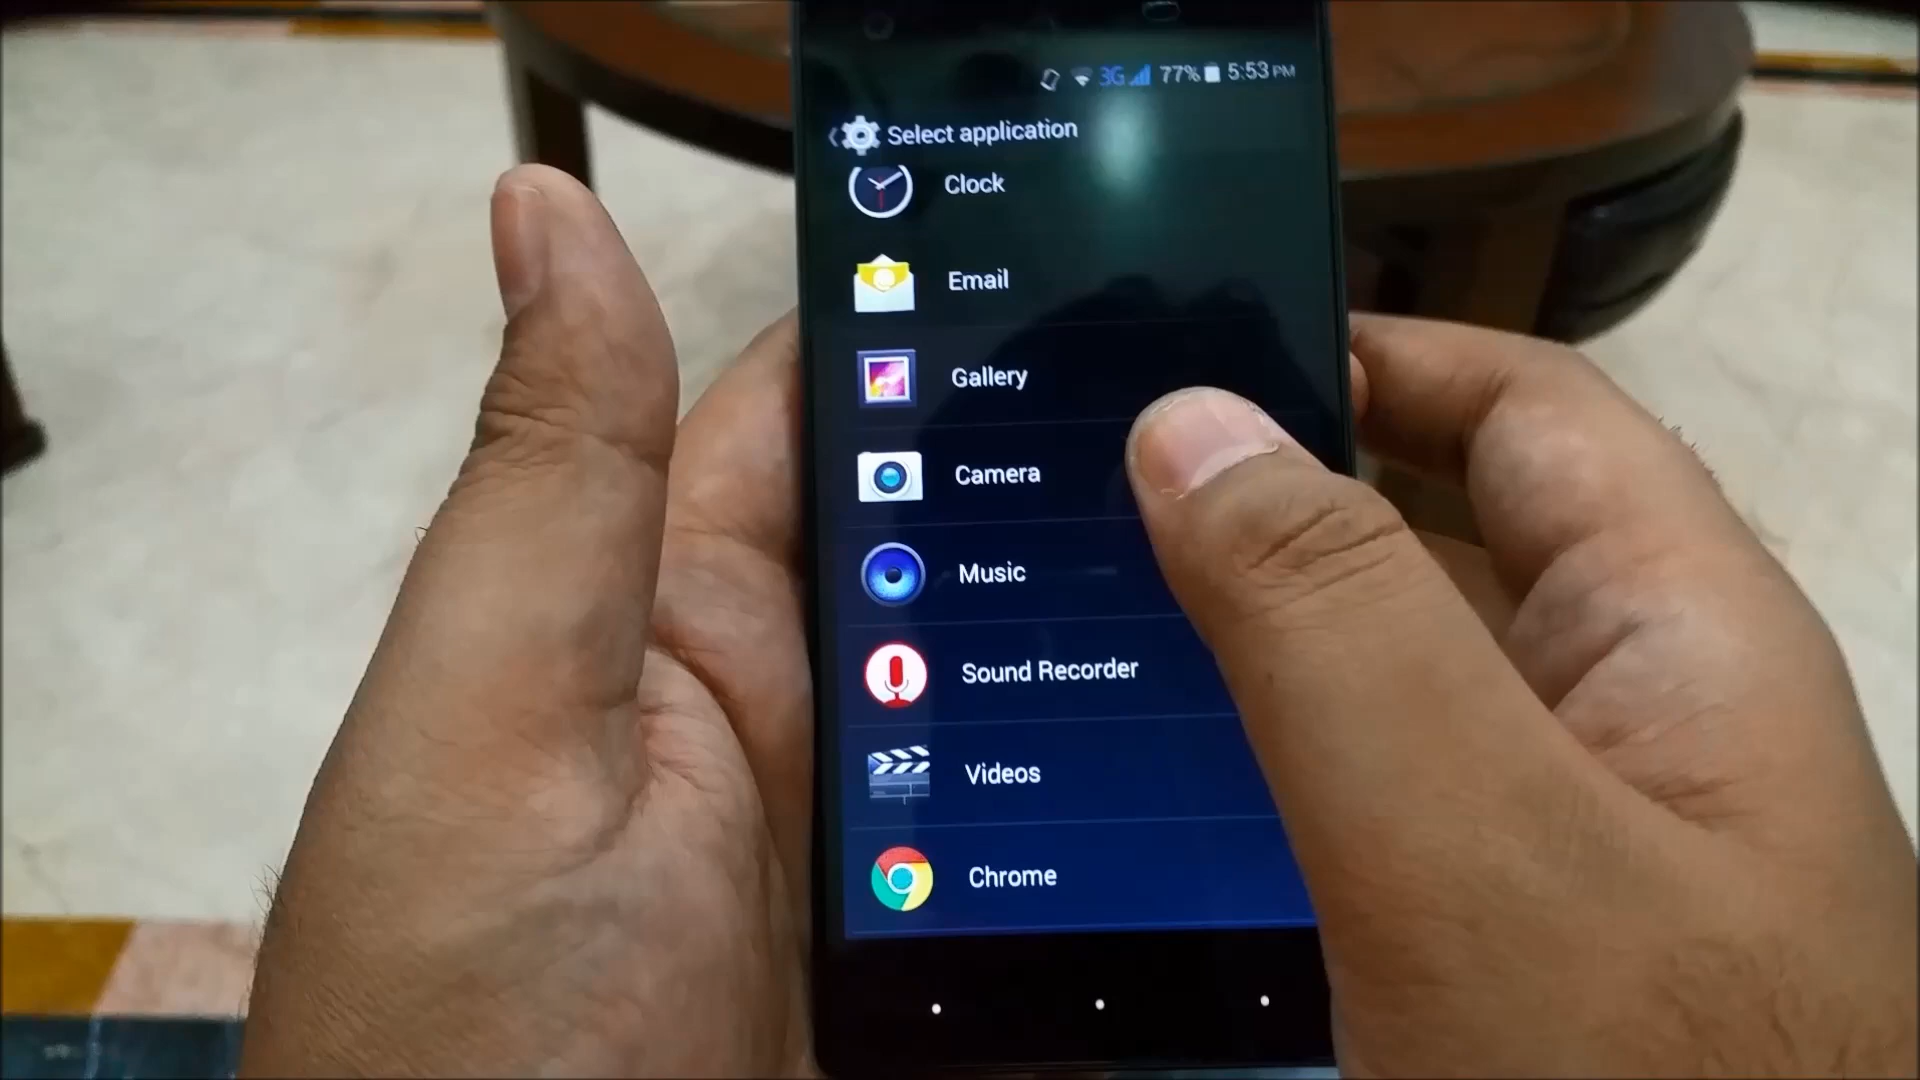 3G 77% 5:53 PM
Select application
Clock
Email
Gallery
Camera
Music
Sound Recorder
Videos
Chrome